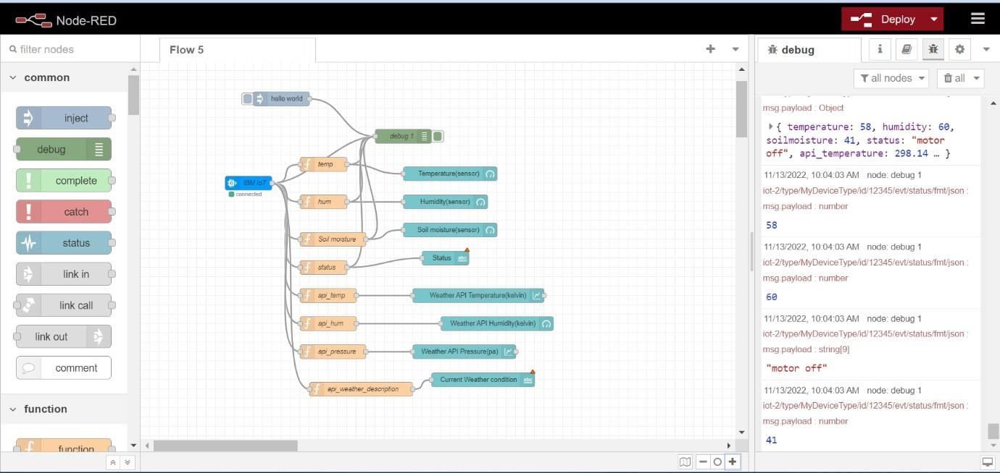 Node-RED
Deploy
filter nodes
Flow 5
debug
common
all nodes
all
inject
debug
complete
catch
status
link in
link call
link out
comment
function
function
hello world
debug 1
temp
IBM IoT
connected
Temperature(sensor)
hum
Humidity(sensor)
Soil moisture
Soil moisture(sensor)
status
Status
abc
api_temp
Weather API Temperature(kelvin)
api_hum
Weather API Humidity(kelvin)
api_pressure
Weather API Pressure(pa)
api_weather_description
Current Weather condition
abc
msg.payload : Object
{ temperature: 58, humidity: 60,
soilmoisture: 41, status: "motor
off", api_temperature: 298.14 … }
11/13/2022, 10:04:03 AM node: debug 1
iot-2/type/MyDeviceType/id/12345/evt/status/fmt/json :
msg.payload : number
58
11/13/2022, 10:04:03 AM node: debug 1
iot-2/type/MyDeviceType/id/12345/evt/status/fmt/json :
msg.payload : number
60
11/13/2022, 10:04:03 AM node: debug 1
iot-2/type/MyDeviceType/id/12345/evt/status/fmt/json :
msg.payload : string[9]
"motor off"
11/13/2022, 10:04:03 AM node: debug 1
iot-2/type/MyDeviceType/id/12345/evt/status/fmt/json :
msg.payload : number
41